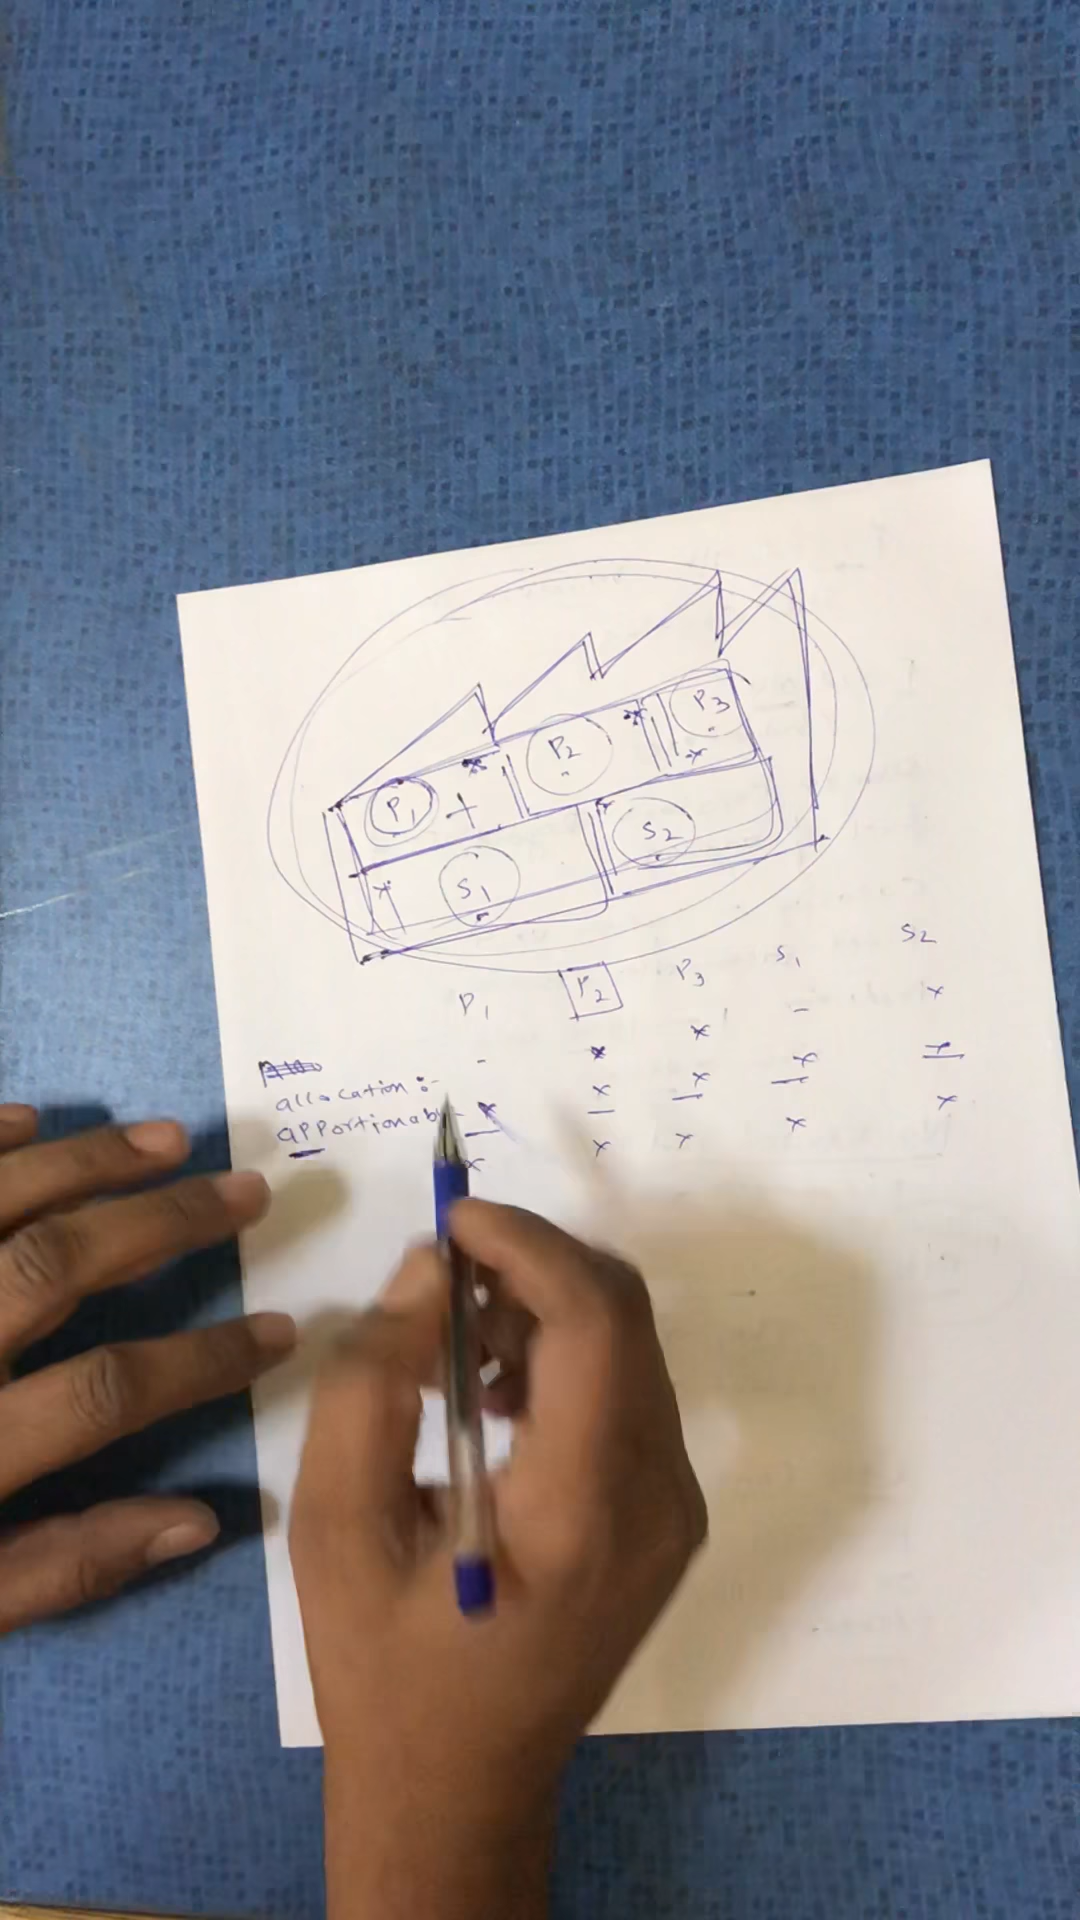 P3
P2
P1
S2
S1
P1 P2 P3 S1 S2
allocation :- - x x - x
apportionab - x x x x x
x x x x x